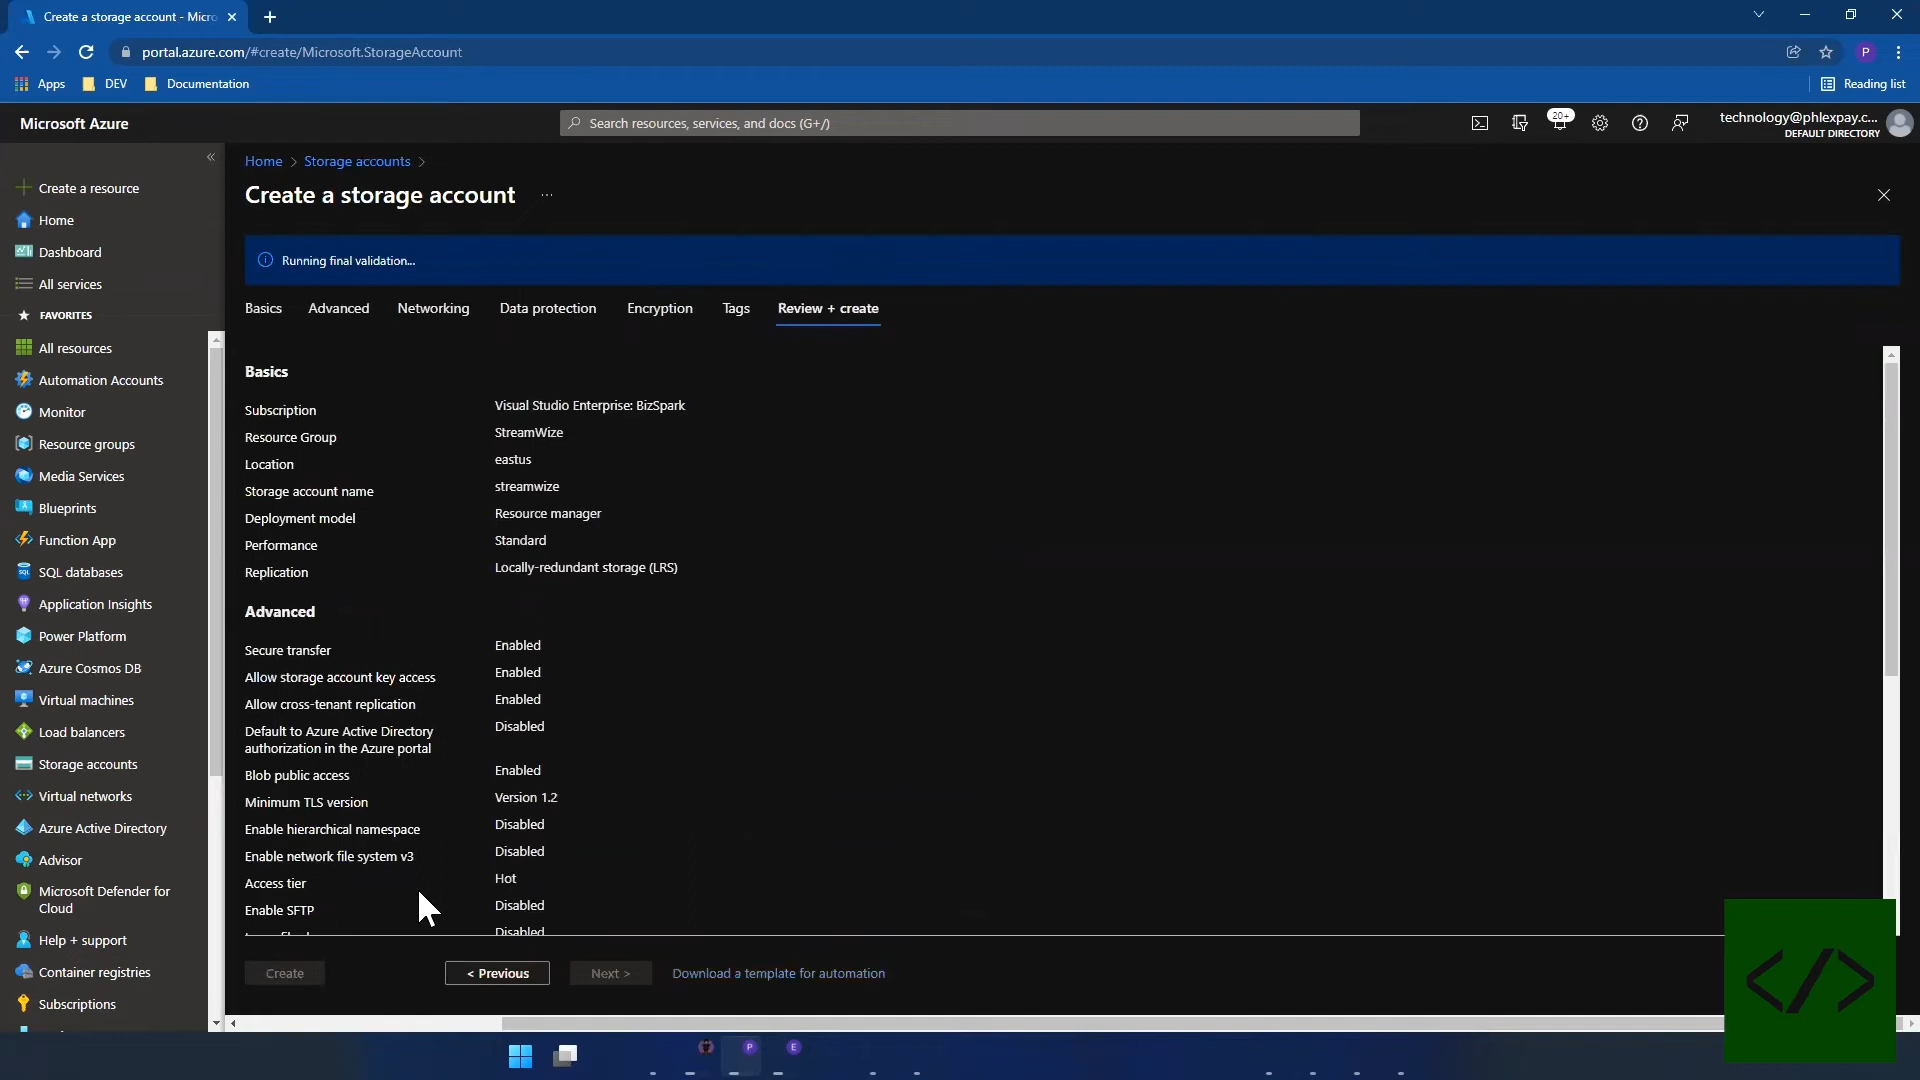 Create a storage account - Micro
portal.azure.com/#create/Microsoft.StorageAccount
P
Apps
DEV
Documentation
Reading list
Microsoft Azure
Search resources, services, and docs (G+/)
20+
technology@phlexpay.c...
DEFAULT DIRECTORY
Home > Storage accounts >
Create a storage account ...
Create a resource
Home
Dashboard
All services
FAVORITES
All resources
Automation Accounts
Monitor
Resource groups
Media Services
Blueprints
Function App
SQL databases
Application Insights
Power Platform
Azure Cosmos DB
Virtual machines
Load balancers
Storage accounts
Virtual networks
Azure Active Directory
Advisor
Microsoft Defender for
Cloud
Help + support
Container registries
Subscriptions
Running final validation...
Basics Advanced Networking Data protection Encryption Tags Review + create
Basics
Subscription Visual Studio Enterprise: BizSpark
Resource Group StreamWize
Location eastus
Storage account name streamwize
Deployment model Resource manager
Performance Standard
Replication Locally-redundant storage (LRS)
Advanced
Secure transfer Enabled
Allow storage account key access Enabled
Allow cross-tenant replication Enabled
Default to Azure Active Directory Disabled
authorization in the Azure portal
Blob public access Enabled
Minimum TLS version Version 1.2
Enable hierarchical namespace Disabled
Enable network file system v3 Disabled
Access tier Hot
Enable SFTP Disabled
Disabled
Create < Previous Next > Download a template for automation
</>
P
E